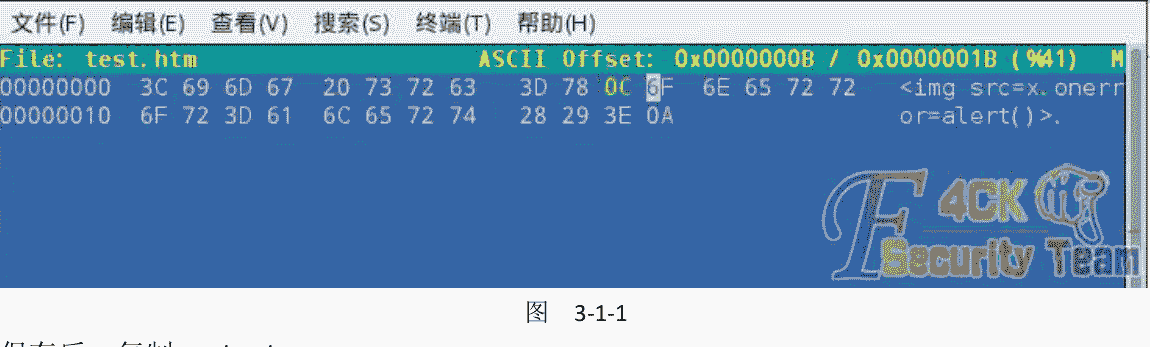 文件(F) 编辑(E) 查看(V) 搜索(S) 终端(T) 帮助(H)
File: test.htm ASCII Offset: 0x0000000B / 0x0000001B (%41) M
00000000 3C 69 6D 67 20 73 72 63 3D 78 0C 6F 6E 65 72 72 <img src=x.onerr
00000010 6F 72 3D 61 6C 65 72 74 28 29 3E 0A or=alert()>.
F4CK
Security Team
图 3-1-1